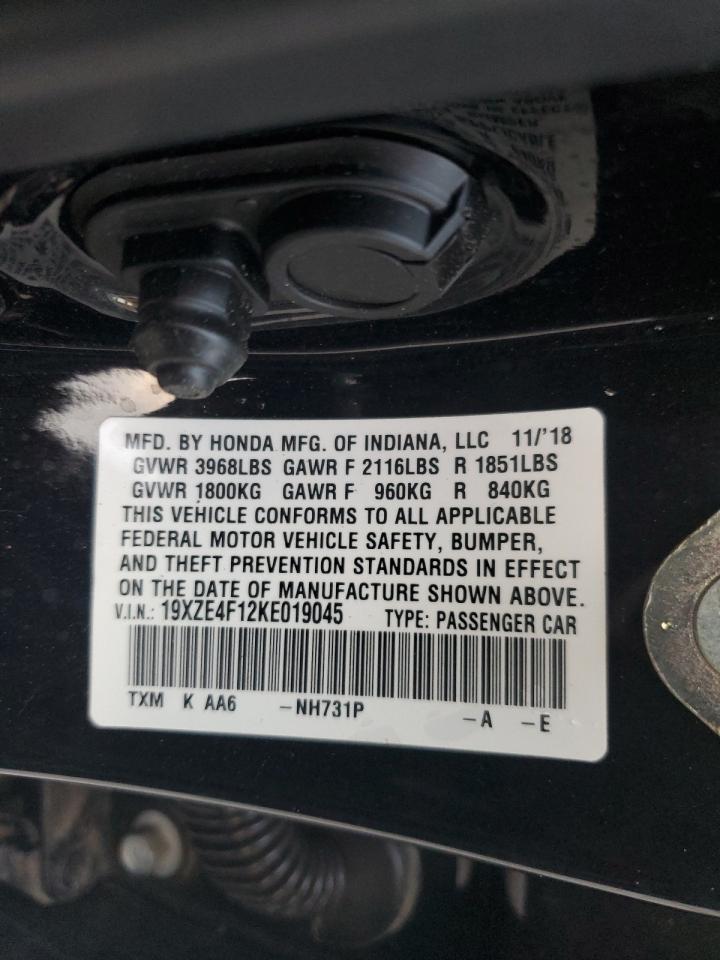 MFD. BY HONDA MFG. OF INDIANA, LLC 11/'18
GVWR 3968LBS GAWR F 2116LBS R 1851LBS
GVWR 1800KG GAWR F 960KG R 840KG
THIS VEHICLE CONFORMS TO ALL APPLICABLE
FEDERAL MOTOR VEHICLE SAFETY, BUMPER,
AND THEFT PREVENTION STANDARDS IN EFFECT
ON THE DATE OF MANUFACTURE SHOWN ABOVE.
V.I.N.: 19XZE4F12KE019045 TYPE: PASSENGER CAR
TXM K AA6 -NH731P -A -E